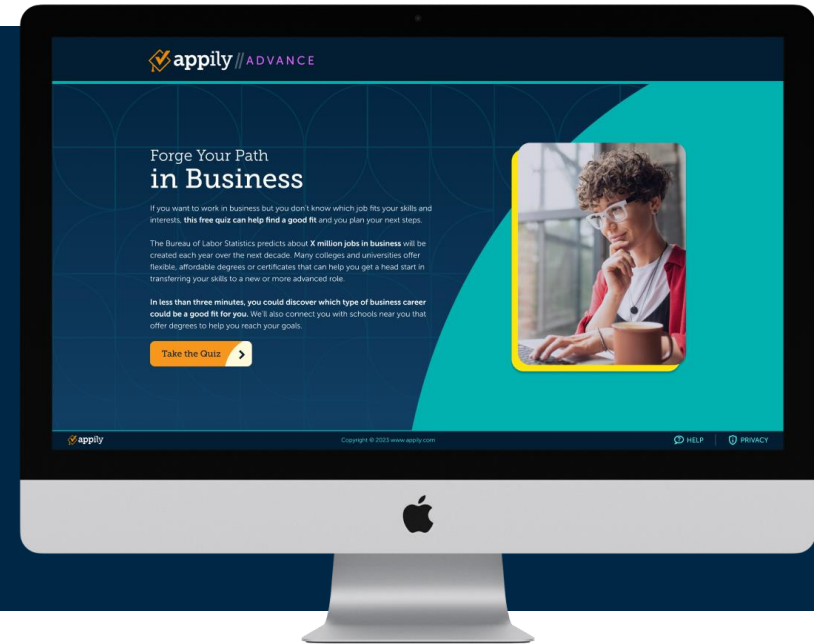 appily//ADVANCE
Forge Your Path
in Business
If you want to work in business but you don't know which job fits your skills and
interests, this free quiz can help find a good fit and you plan your next steps.
The Bureau of Labor Statistics predicts about X million jobs in business will be
created each year over the next decade. Many colleges and universities offer
flexible, affordable degrees or certificates that can help you get a head start in
transferring your skills to a new or more advanced role.
In less than three minutes, you could discover which type of business career
could be a good fit for you. We'll also connect you with schools near you that
offer degrees to help you reach your goals.
Take the Quiz
appily
Copyright © 2023 www.appily.com
HELP
PRIVACY